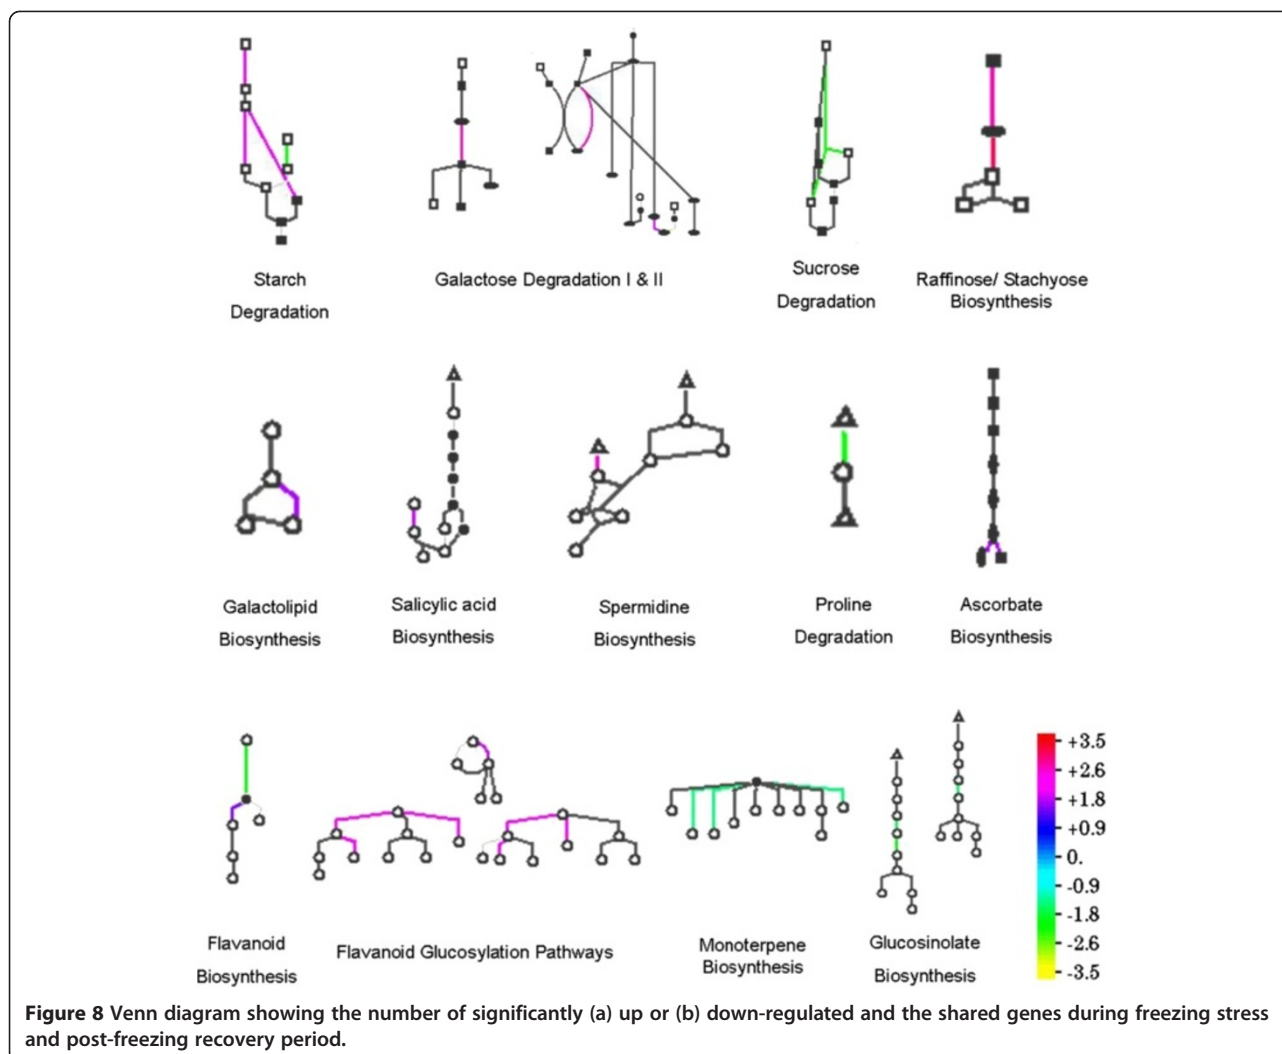 Starch
Degradation
Galactose Degradation I & II
Sucrose
Degradation
Raffinose/ Stachyose
Biosynthesis
Galactolipid
Biosynthesis
Salicylic acid
Biosynthesis
Spermidine
Biosynthesis
Proline
Degradation
Ascorbate
Biosynthesis
Flavanoid
Biosynthesis
Flavanoid Glucosylation Pathways
Monoterpene
Biosynthesis
Glucosinolate
Biosynthesis
+3.5
+2.6
+1.8
+0.9
0.
-0.9
-1.8
-2.6
-3.5
Figure 8 Venn diagram showing the number of significantly (a) up or (b) down-regulated and the shared genes during freezing stress
and post-freezing recovery period.